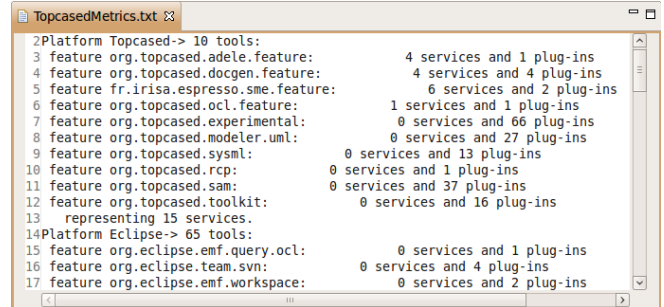 TopcasedMetrics.txt
2Platform Topcased-> 10 tools:
3 feature org.topcased.adele.feature: 4 services and 1 plug-ins
4 feature org.topcased.docgen.feature: 4 services and 4 plug-ins
5 feature fr.irisa.espresso.sme.feature: 6 services and 2 plug-ins
6 feature org.topcased.ocl.feature: 1 services and 1 plug-ins
7 feature org.topcased.experimental: 0 services and 66 plug-ins
8 feature org.topcased.modeler.uml: 0 services and 27 plug-ins
9 feature org.topcased.sysml: 0 services and 13 plug-ins
10 feature org.topcased.rcp: 0 services and 1 plug-ins
11 feature org.topcased.sam: 0 services and 37 plug-ins
12 feature org.topcased.toolkit: 0 services and 16 plug-ins
13 representing 15 services.
14Platform Eclipse-> 65 tools:
15 feature org.eclipse.emf.query.ocl: 0 services and 1 plug-ins
16 feature org.eclipse.team.svn: 0 services and 4 plug-ins
17 feature org.eclipse.emf.workspace: 0 services and 2 plug-ins